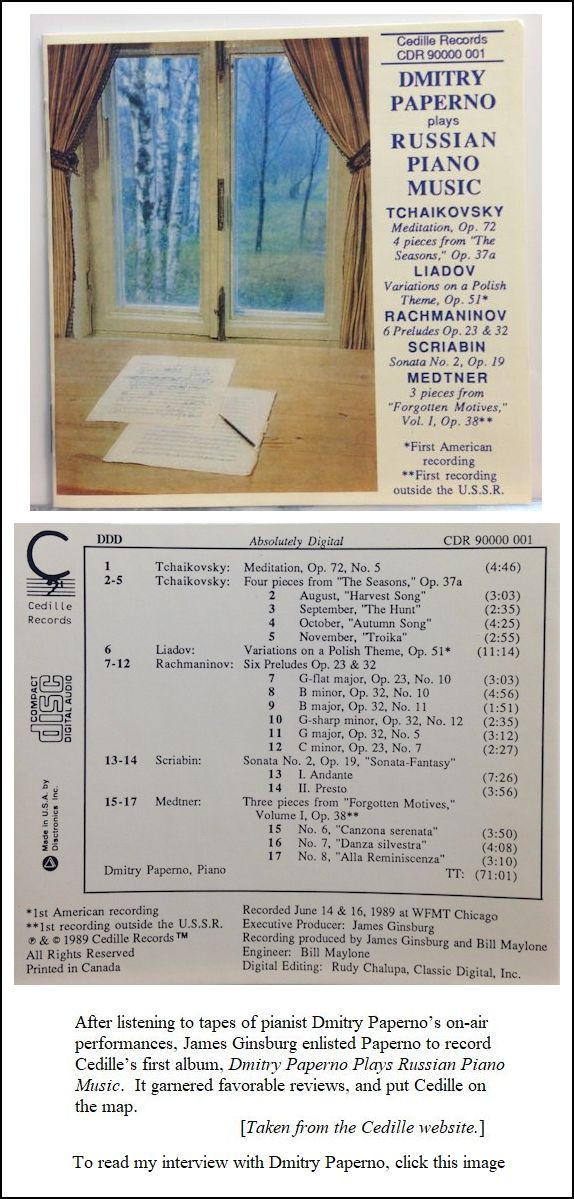 Cedille Records
CDR 90000 001
DMITRY
PAPERNO
plays
RUSSIAN
PIANO
MUSIC
TCHAIKOVSKY
Meditation, Op. 72
4 pieces from "The
Seasons," Op. 37a
LIADOV
Variations on a Polish
Theme, Op. 51*
RACHMANINOV
6 Preludes Op. 23 & 32
SCRIABIN
Sonata No. 2, Op. 19
MEDTNER
3 pieces from
"Forgotten Motives,"
Vol. I, Op. 38**
*First American
recording
**First recording
outside the U.S.S.R.
Cedille
Records
COMPACT
disc
DIGITAL AUDIO
Made in U.S.A. by
Disctronics Inc.
DDD Absolutely Digital CDR 90000 001
1 Tchaikovsky: Meditation, Op. 72, No. 5 (4:46)
2-5 Tchaikovsky: Four pieces from "The Seasons," Op. 37a
2 August, "Harvest Song" (3:03)
3 September, "The Hunt" (2:35)
4 October, "Autumn Song" (4:25)
5 November, "Troika" (2:55)
6 Liadov: Variations on a Polish Theme, Op. 51* (11:14)
7-12 Rachmaninov: Six Preludes Op. 23 & 32
7 G-flat major, Op. 23, No. 10 (3:03)
8 B minor, Op. 32, No. 10 (4:56)
9 B major, Op. 32, No. 11 (1:51)
10 G-sharp minor, Op. 32, No. 12 (2:35)
11 G major, Op. 32, No. 5 (3:12)
12 C minor, Op. 23, No. 7 (2:27)
13-14 Scriabin: Sonata No. 2, Op. 19, "Sonata-Fantasy"
13 I. Andante (7:26)
14 II. Presto (3:56)
15-17 Medtner: Three pieces from "Forgotten Motives,"
Volume I, Op. 38**
15 No. 6, "Canzona serenata" (3:50)
16 No. 7, "Danza silvestra" (4:08)
17 No. 8, "Alla Reminiscenza" (3:10)
Dmitry Paperno, Piano TT: (71:01)
*1st American recording
**1st recording outside the U.S.S.R.
℗ & © 1989 Cedille Records™
All Rights Reserved
Printed in Canada
Recorded June 14 & 16, 1989 at WFMT Chicago
Executive Producer: James Ginsburg
Recording produced by James Ginsburg and Bill Maylone
Engineer: Bill Maylone
Digital Editing: Rudy Chalupa, Classic Digital, Inc.
After listening to tapes of pianist Dmitry Paperno’s on-air
performances, James Ginsburg enlisted Paperno to record
Cedille’s first album, Dmitry Paperno Plays Russian Piano
Music. It garnered favorable reviews, and put Cedille on
the map.
[Taken from the Cedille website.]
To read my interview with Dmitry Paperno, click this image